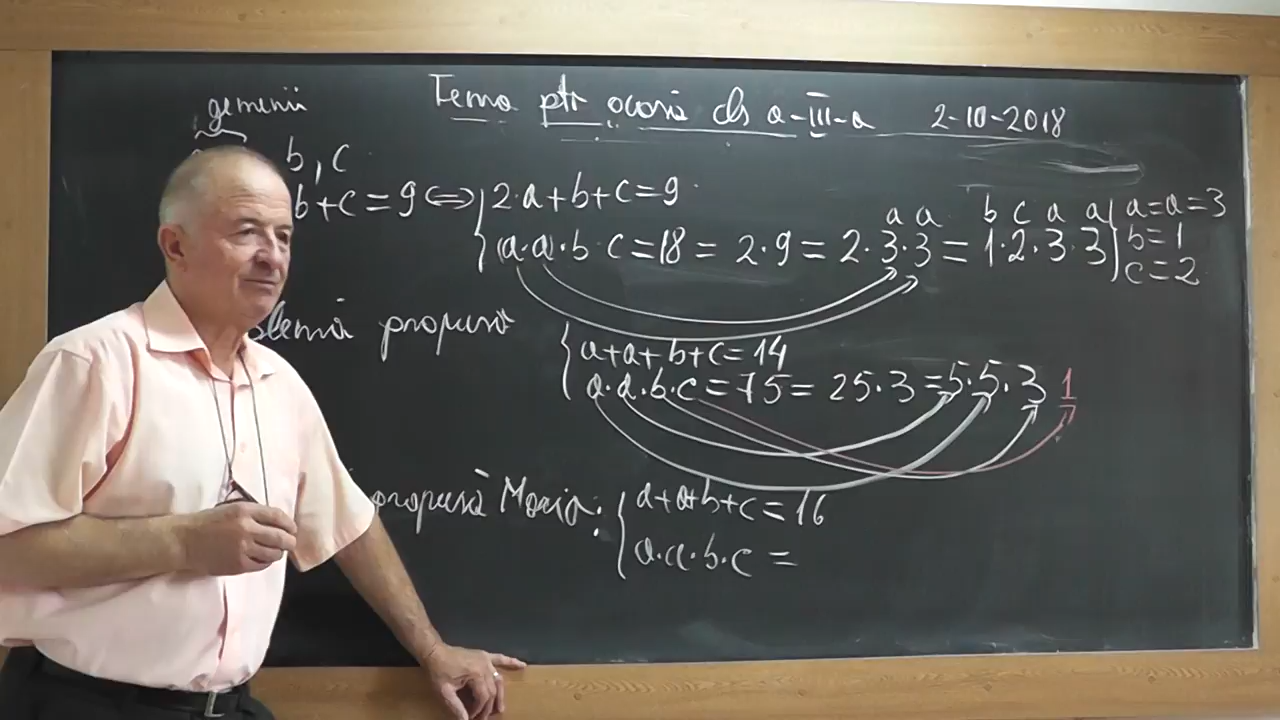 gemenii
Tema ptr acasă cls a-III-a 2-10-2018
b, c
b+c=9 ⟺ { 2·a+b+c=9
(a·a)·b·c=18 = 2·9 = 2·3·3 = 1·2·3·3
a a b c a a
a=a=3
b=1
c=2
propusă
a+a+b+c=14
a·a·b·c=75= 25·3 =5·5·3 1
propusă Maria: { a+a+b+c=16
a·a·b·c =